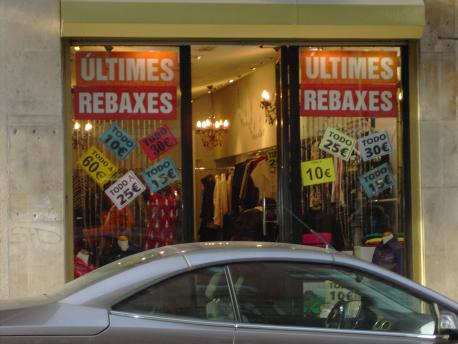 ÚLTIMES
REBAXES
TODO
10€
TODO
30€
TODO A
60€
TODO
15€
TODO A
25€
ÚLTIMES
REBAXES
TODO
25€
TODO
30€
10€
TODO
15€
10€